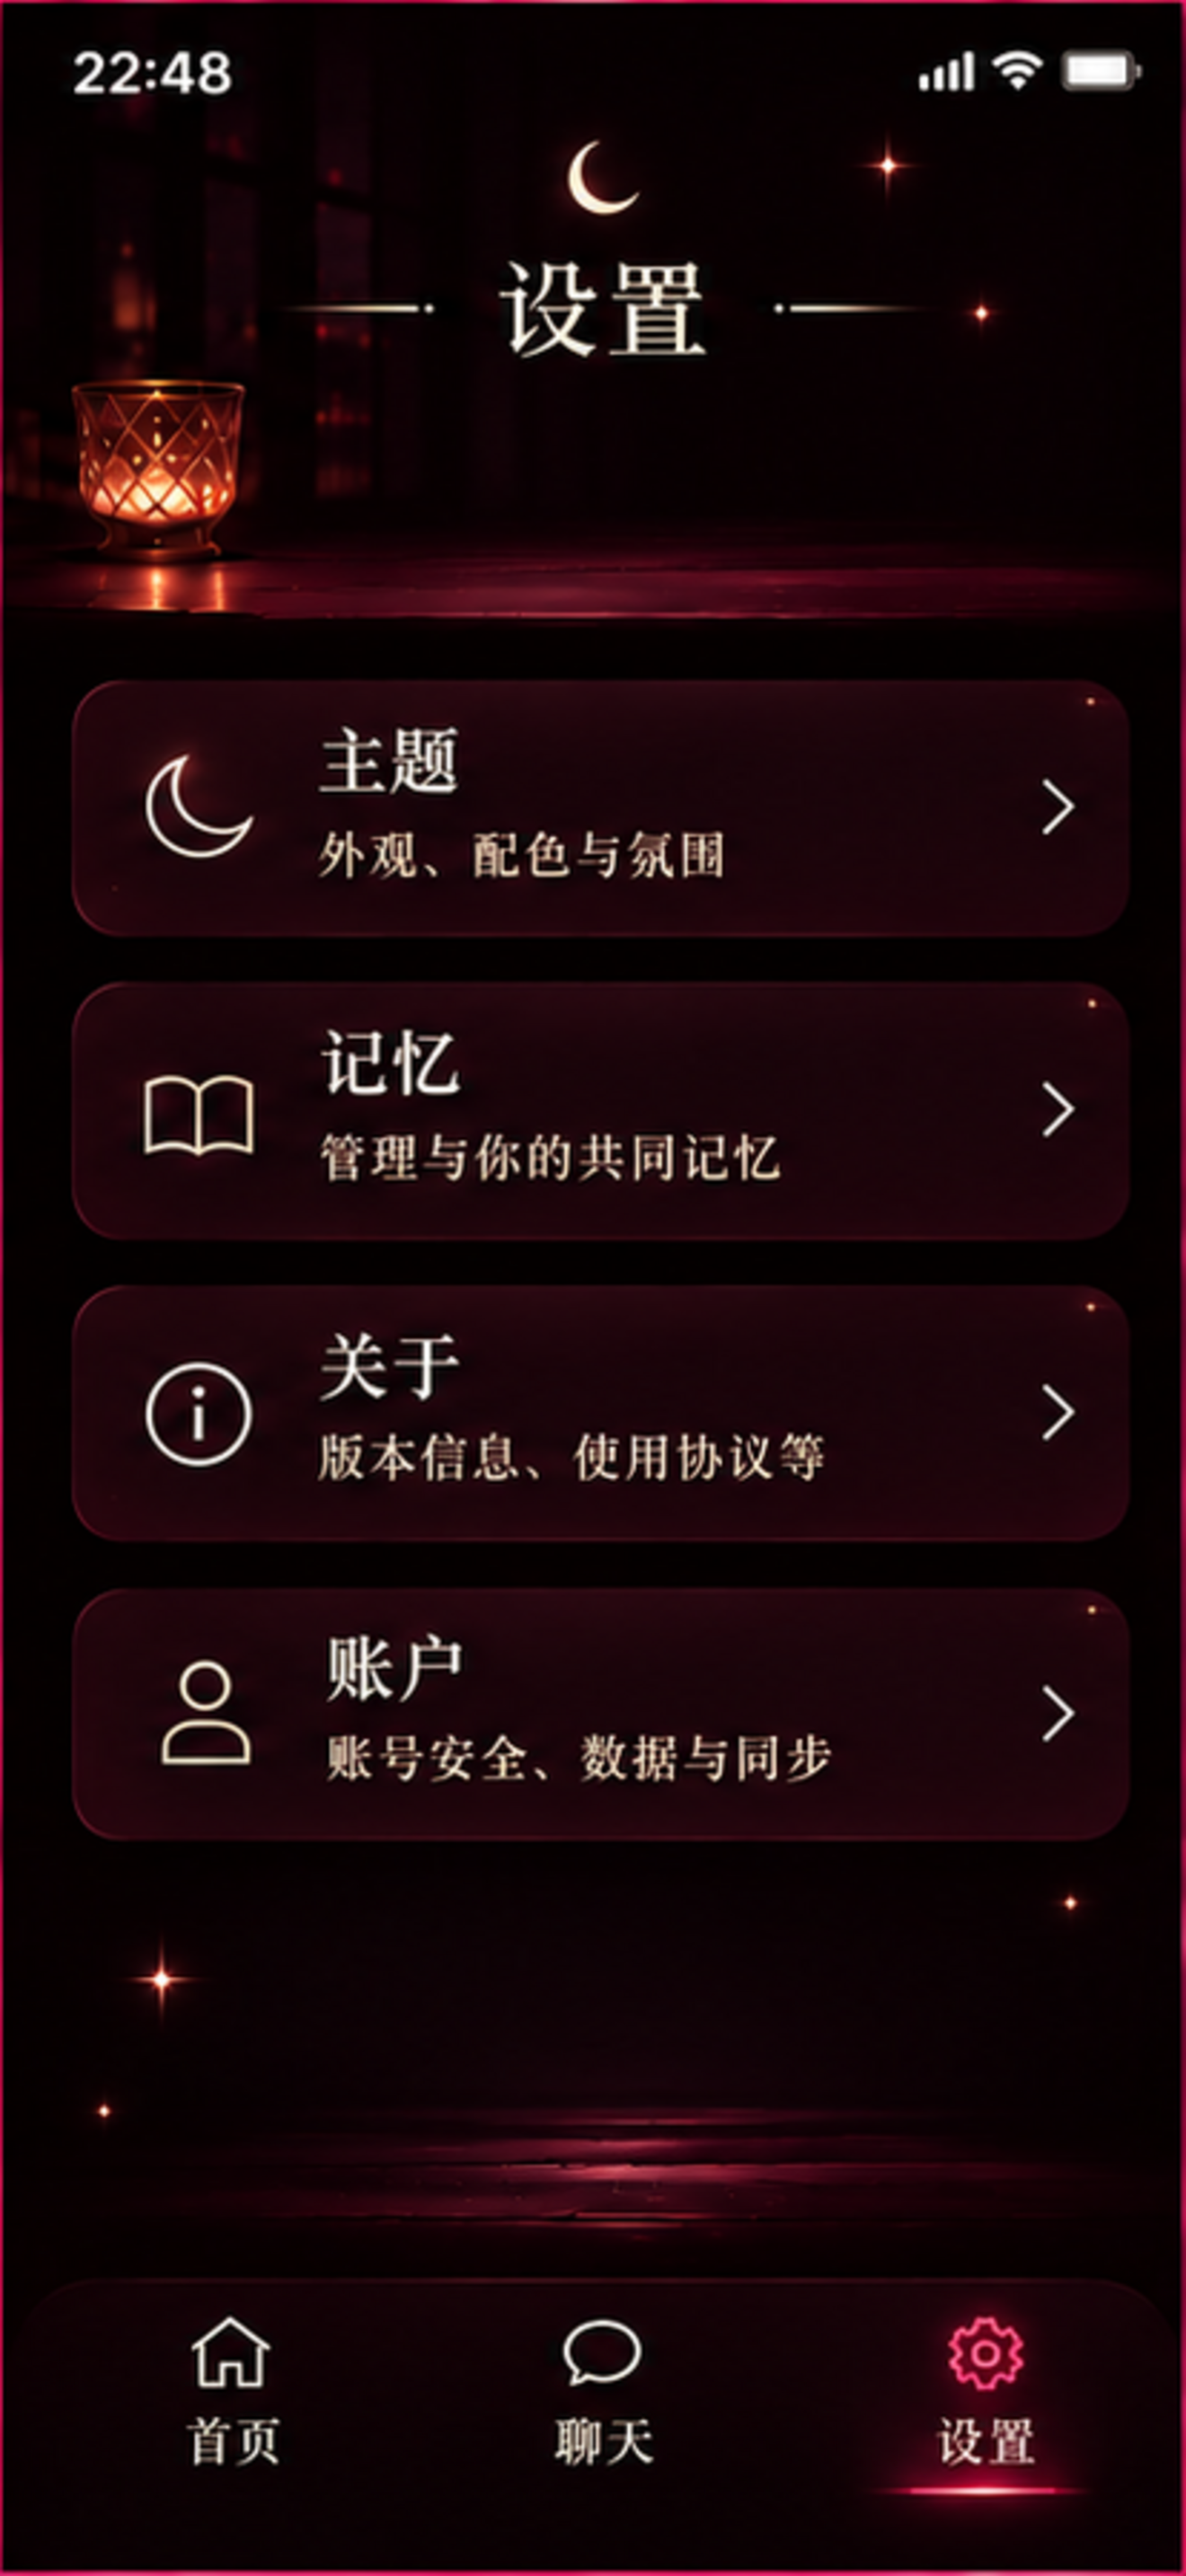 22:48
设置
主题
外观、配色与氛围
记忆
管理与你的共同记忆
关于
版本信息、使用协议等
账户
账号安全、数据与同步
首页
聊天
设置